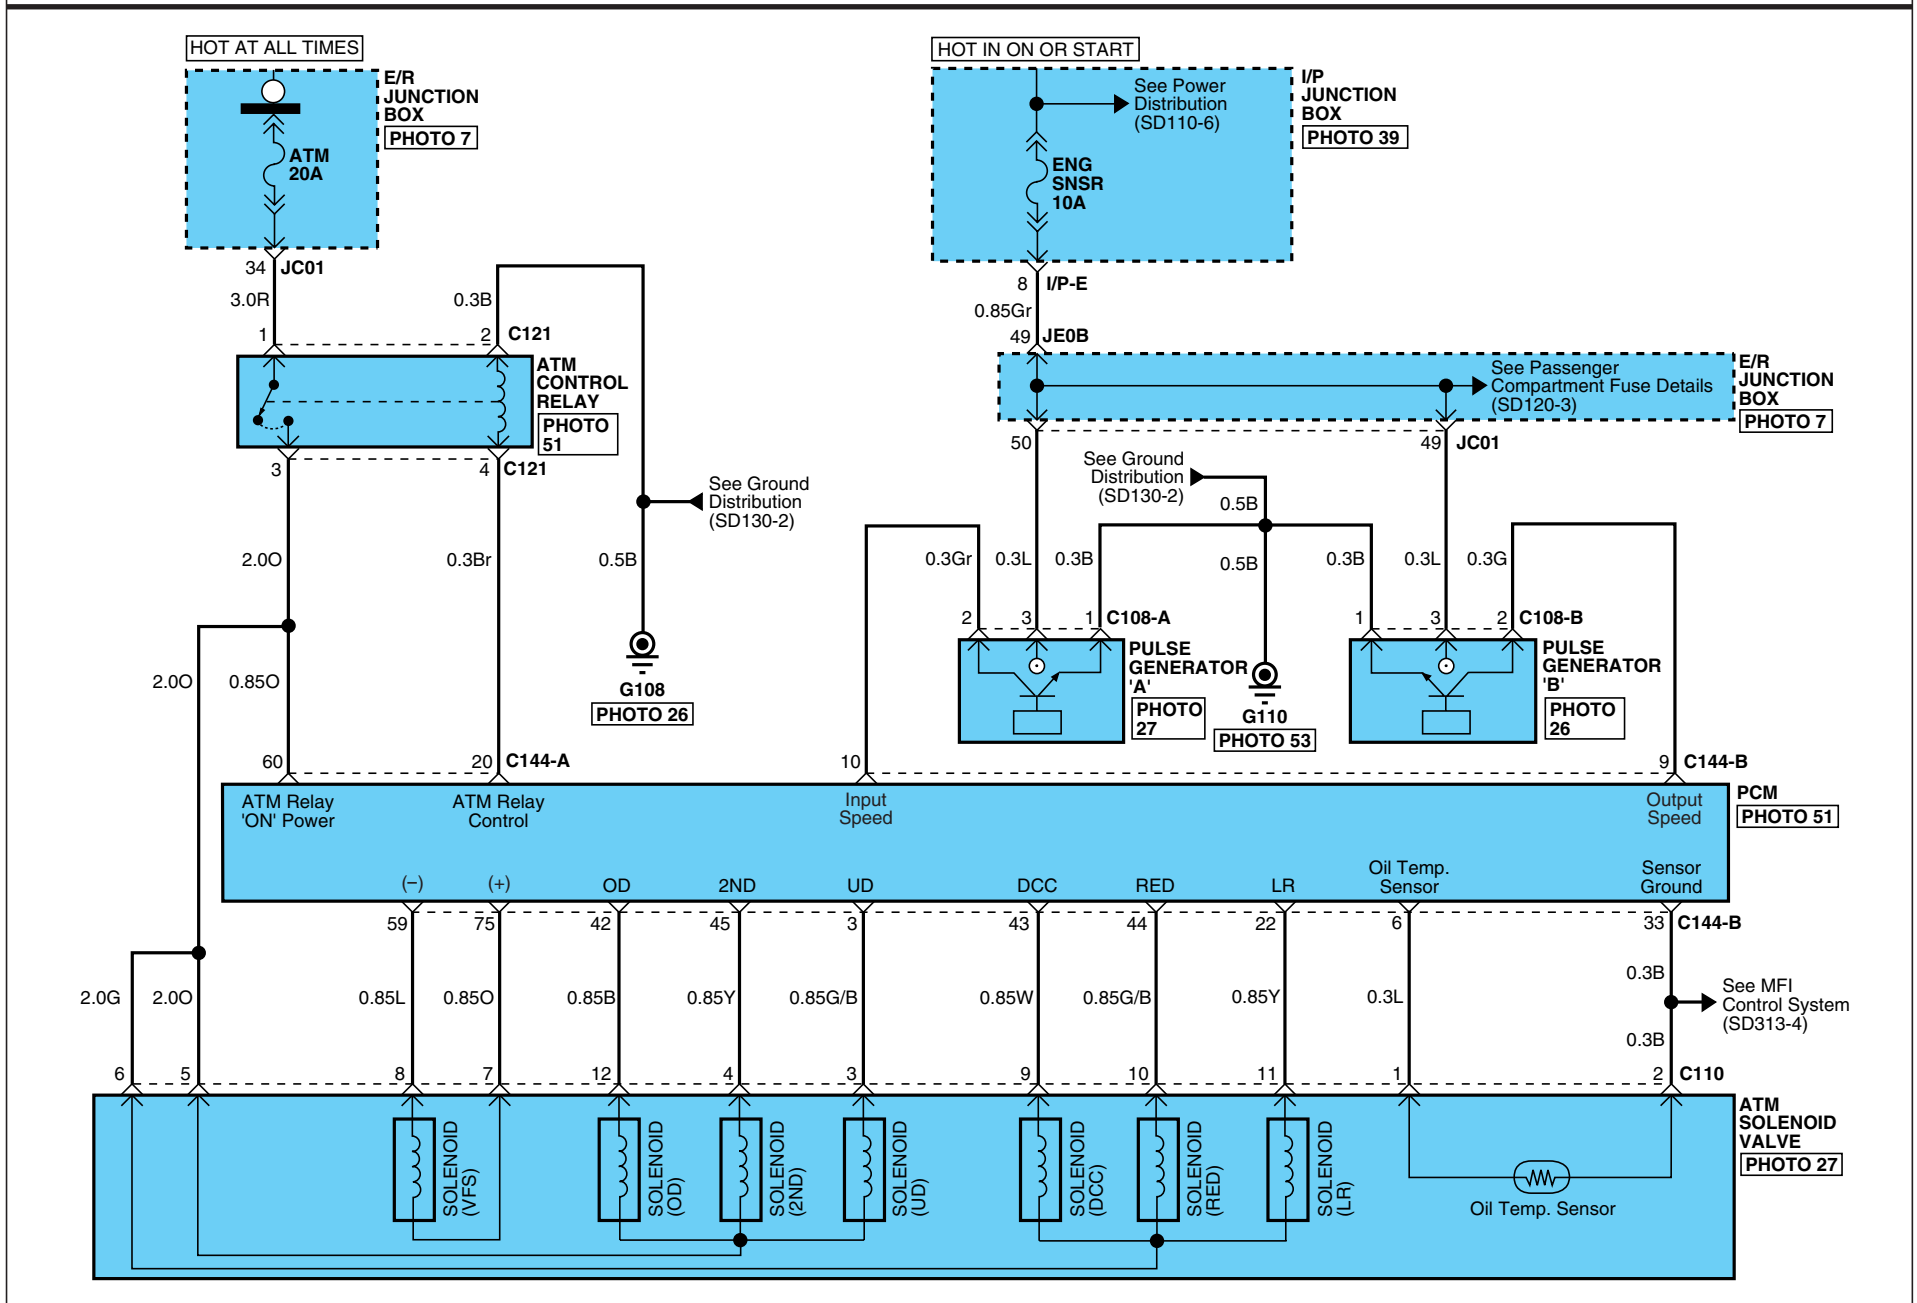 HOT AT ALL TIMES
E/R
JUNCTION
BOX
PHOTO 7
ATM
20A
34 JC01
3.0R
0.3B
1
2 C121
ATM
CONTROL
RELAY
PHOTO
51
3
4 C121
See Ground
Distribution
(SD130-2)
2.0O
0.3Br
0.5B
G108
PHOTO 26
2.0O
0.85O
HOT IN ON OR START
I/P
JUNCTION
BOX
PHOTO 39
See Power
Distribution
(SD110-6)
ENG
SNSR
10A
8 I/P-E
0.85Gr
49 JE0B
See Passenger
Compartment Fuse Details
(SD120-3)
E/R
JUNCTION
BOX
PHOTO 7
50
49 JC01
See Ground
Distribution
(SD130-2)
0.5B
0.3Gr
0.3L
0.3B
0.5B
0.3B
0.3L
0.3G
2
3
1 C108-A
1
3
2 C108-B
PULSE
GENERATOR
'A'
PHOTO
27
G110
PHOTO 53
PULSE
GENERATOR
'B'
PHOTO
26
60
20 C144-A
10
9 C144-B
ATM Relay
'ON' Power
ATM Relay
Control
Input
Speed
Output
Speed
PCM
PHOTO 51
(–)
(+)
OD
2ND
UD
DCC
RED
LR
Oil Temp.
Sensor
Sensor
Ground
59
75
42
45
3
43
44
22
6
33 C144-B
0.3B
2.0G
2.0O
0.85L
0.85O
0.85B
0.85Y
0.85G/B
0.85W
0.85G/B
0.85Y
0.3L
See MFI
Control System
(SD313-4)
0.3B
6
5
8
7
12
4
3
9
10
11
1
2 C110
ATM
SOLENOID
VALVE
PHOTO 27
SOLENOID
(VFS)
SOLENOID
(OD)
SOLENOID
(2ND)
SOLENOID
(UD)
SOLENOID
(DCC)
SOLENOID
(RED)
SOLENOID
(LR)
Oil Temp. Sensor